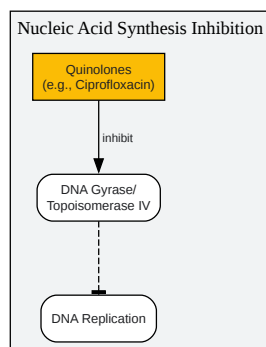 Nucleic Acid Synthesis Inhibition
Quinolones
(e.g., Ciprofloxacin)
inhibit
DNA Gyrase/
Topoisomerase IV
DNA Replication